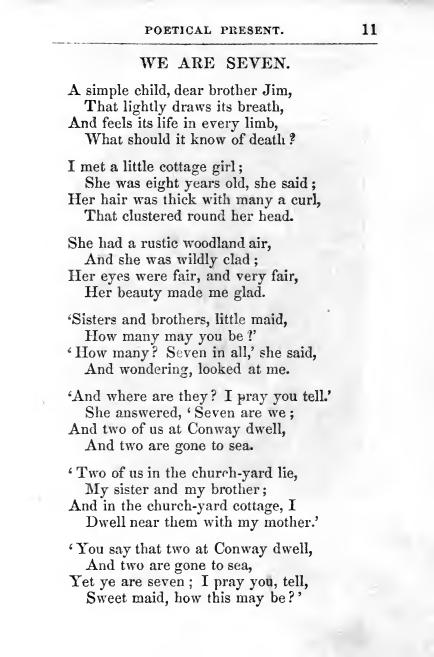 POETICAL PRESENT. 11
WE ARE SEVEN.
A simple child, dear brother Jim,
That lightly draws its breath,
And feels its life in every limb,
What should it know of death?
I met a little cottage girl;
She was eight years old, she said;
Her hair was thick with many a curl,
That clustered round her head.
She had a rustic woodland air,
And she was wildly clad;
Her eyes were fair, and very fair,
Her beauty made me glad.
‘Sisters and brothers, little maid,
How many may you be?’
‘How many? Seven in all,’ she said,
And wondering, looked at me.
‘And where are they? I pray you tell.’
She answered, ‘Seven are we;
And two of us at Conway dwell,
And two are gone to sea.
‘Two of us in the church-yard lie,
My sister and my brother;
And in the church-yard cottage, I
Dwell near them with my mother.’
‘You say that two at Conway dwell,
And two are gone to sea,
Yet ye are seven; I pray you, tell,
Sweet maid, how this may be?’